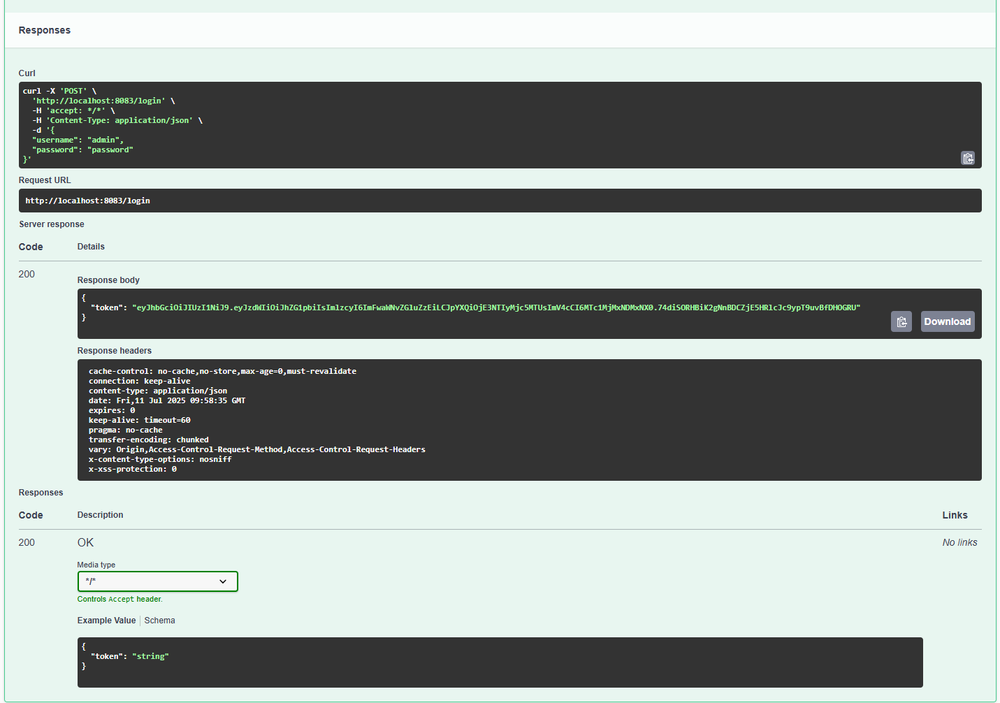 Responses
Curl
curl -X 'POST' \
'http://localhost:8083/login' \
-H 'accept: */*' \
-H 'Content-Type: application/json' \
-d '{
"username": "admin",
"password": "password"
}'
Request URL
http://localhost:8083/login
Server response
Code Details
200
Response body
{
"token": "eyJhbGciOiJIUzI1NiJ9.eyJzdWIiOiJhZG1pbiIsImlzcyI6ImFwaWNvZGluZzEiLCJpYXQiOjE3NTIyMjc5MTUsImV4cCI6MTc1MjMxNDMxNX0.74diSORHBiK2gNnBDCZjE5HRlcJc9ypT9uvBfDHOGRU"
}
Download
Response headers
cache-control: no-cache,no-store,max-age=0,must-revalidate
connection: keep-alive
content-type: application/json
date: Fri,11 Jul 2025 09:58:35 GMT
expires: 0
keep-alive: timeout=60
pragma: no-cache
transfer-encoding: chunked
vary: Origin,Access-Control-Request-Method,Access-Control-Request-Headers
x-content-type-options: nosniff
x-xss-protection: 0
Responses
Code Description Links
200 OK No links
Media type
*/*
Controls Accept header.
Example Value Schema
{
"token": "string"
}